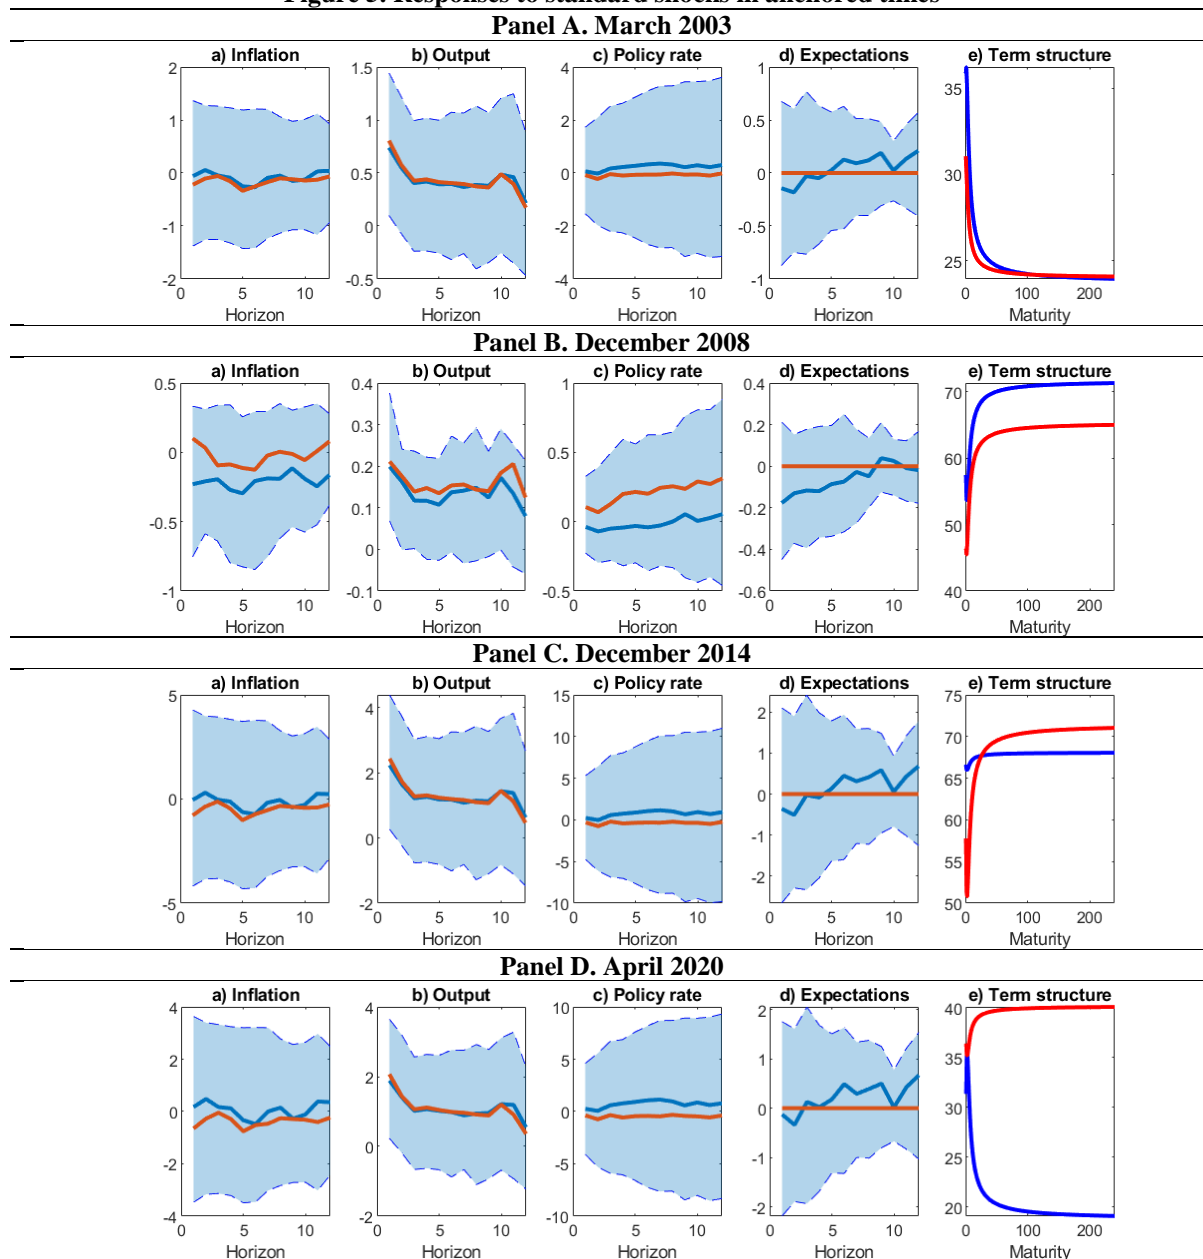 Figure 3. Responses to standard shocks in anchored times
Panel A. March 2003
a) Inflation b) Output c) Policy rate d) Expectations e) Term structure
2 1 0 -1 -2
1.5 1 0.5 0 -0.5
4 2 0 -2 -4
1 0.5 0 -0.5 -1
35 30 25
0 5 10 0 5 10 0 5 10 0 5 10 0 100 200
Horizon Horizon Horizon Horizon Maturity
Panel B. December 2008
a) Inflation b) Output c) Policy rate d) Expectations e) Term structure
0.5 0 -0.5 -1
0.4 0.3 0.2 0.1 0 -0.1
1 0.5 0 -0.5
0.4 0.2 0 -0.2 -0.4 -0.6
70 60 50 40
0 5 10 0 5 10 0 5 10 0 5 10 0 100 200
Horizon Horizon Horizon Horizon Maturity
Panel C. December 2014
a) Inflation b) Output c) Policy rate d) Expectations e) Term structure
5 0 -5
4 2 0 -2
15 10 5 0 -5 -10
2 1 0 -1 -2
75 70 65 60 55 50
0 5 10 0 5 10 0 5 10 0 5 10 0 100 200
Horizon Horizon Horizon Horizon Maturity
Panel D. April 2020
a) Inflation b) Output c) Policy rate d) Expectations e) Term structure
4 2 0 -2 -4
4 2 0 -2
10 5 0 -5 -10
2 1 0 -1 -2
40 35 30 25 20
0 5 10 0 5 10 0 5 10 0 5 10 0 100 200
Horizon Horizon Horizon Horizon Maturity